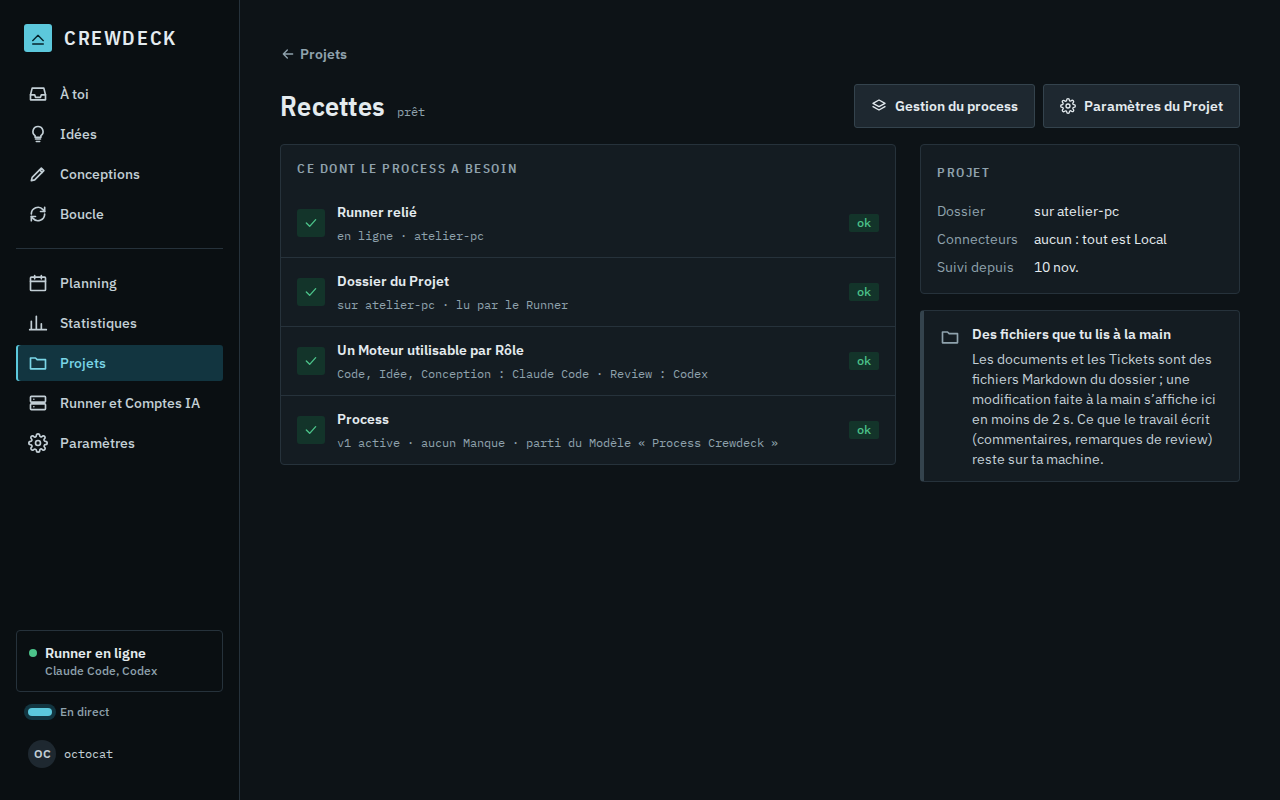 CREWDECK
À toi
Idées
Conceptions
Boucle
Planning
Statistiques
Projets
Runner et Comptes IA
Paramètres
Runner en ligne
Claude Code, Codex
En direct
OC octocat
← Projets
Recettes prêt
Gestion du process
Paramètres du Projet
CE DONT LE PROCESS A BESOIN
Runner relié
en ligne · atelier-pc
ok
Dossier du Projet
sur atelier-pc · lu par le Runner
ok
Un Moteur utilisable par Rôle
Code, Idée, Conception : Claude Code · Review : Codex
ok
Process
v1 active · aucun Manque · parti du Modèle « Process Crewdeck »
ok
PROJET
Dossier sur atelier-pc
Connecteurs aucun : tout est Local
Suivi depuis 10 nov.
Des fichiers que tu lis à la main
Les documents et les Tickets sont des
fichiers Markdown du dossier ; une
modification faite à la main s’affiche ici
en moins de 2 s. Ce que le travail écrit
(commentaires, remarques de review)
reste sur ta machine.